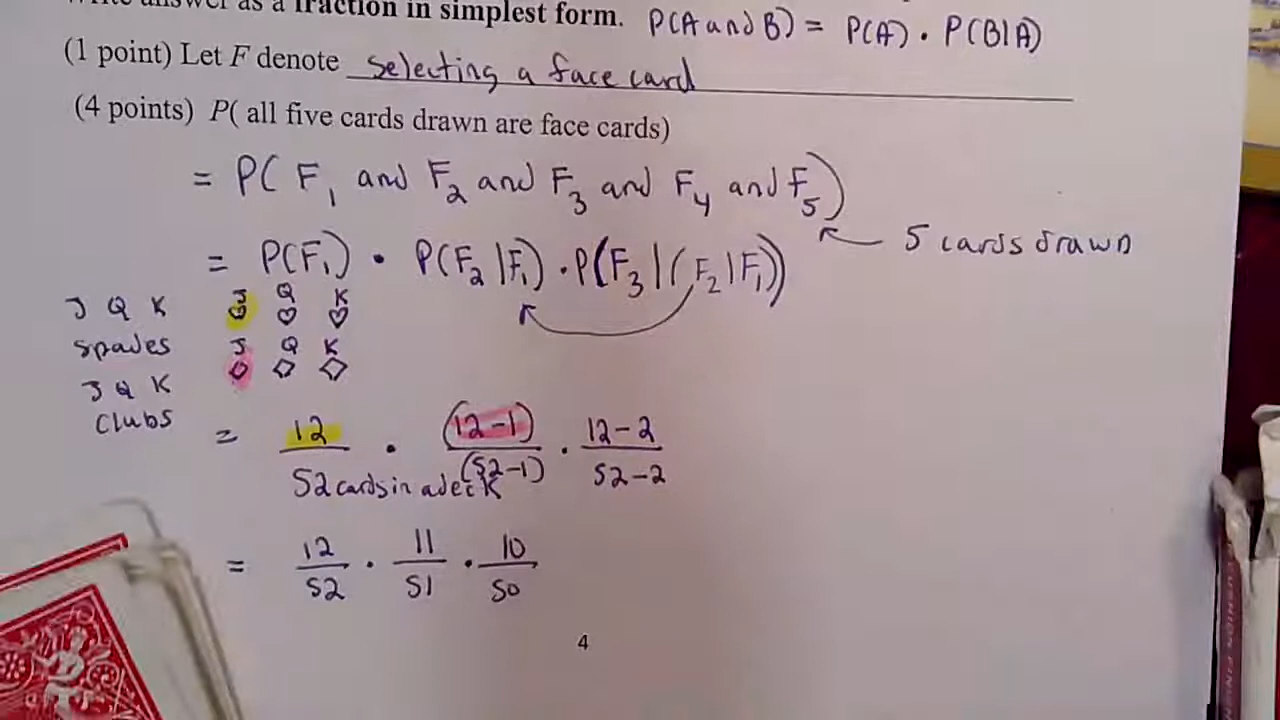 answer as a fraction in simplest form. P(A and B) = P(A) · P(B|A)
(1 point) Let F denote selecting a face card
(4 points) P( all five cards drawn are face cards)
= P( F1 and F2 and F3 and F4 and F5)
5 cards drawn
= P(F1) · P(F2|F1) · P(F3|(F2|F1))
J Q K
J Q K
♡ ♡ ♡
spades
J Q K
◇ ◇ ◇
J Q K
clubs
= 12 · (12-1) · 12-2
52 cards in a deck (52-1) 52-2
= 12/52 · 11/51 · 10/50
4